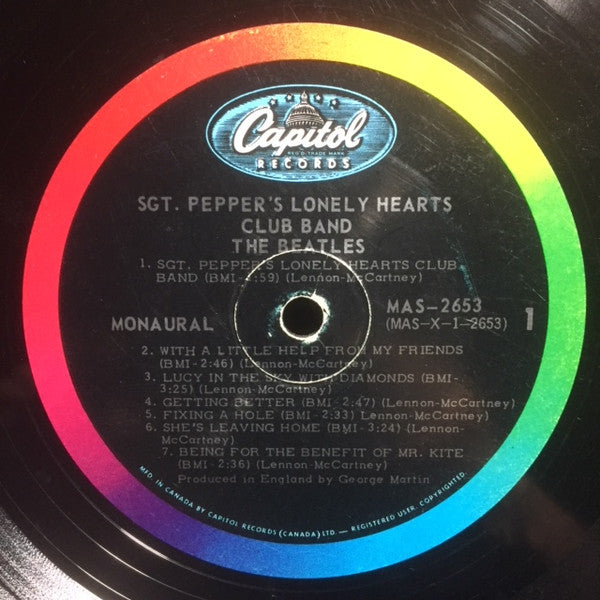 Capitol
REG'D. TRADE MARK
RECORDS
SGT. PEPPER'S LONELY HEARTS
CLUB BAND
THE BEATLES
1. SGT. PEPPER'S LONELY HEARTS CLUB
BAND (BMI - 2:59) (Lennon-McCartney)
MONAURAL
MAS-2653
(MAS-X-1-2653)
1
2. WITH A LITTLE HELP FROM MY FRIENDS
(BMI - 2:46) (Lennon-McCartney)
3. LUCY IN THE SKY WITH DIAMONDS (BMI-
3:25) (Lennon-McCartney)
4. GETTING BETTER (BMI - 2:47) (Lennon-McCartney)
5. FIXING A HOLE (BMI - 2:33) (Lennon-McCartney)
6. SHE'S LEAVING HOME (BMI - 3:24) (Lennon-
McCartney)
7. BEING FOR THE BENEFIT OF MR. KITE
(BMI - 2:36) (Lennon-McCartney)
Produced in England by George Martin
MFD. IN CANADA BY CAPITOL RECORDS (CANADA) LTD. — REGISTERED USER. COPYRIGHTED.